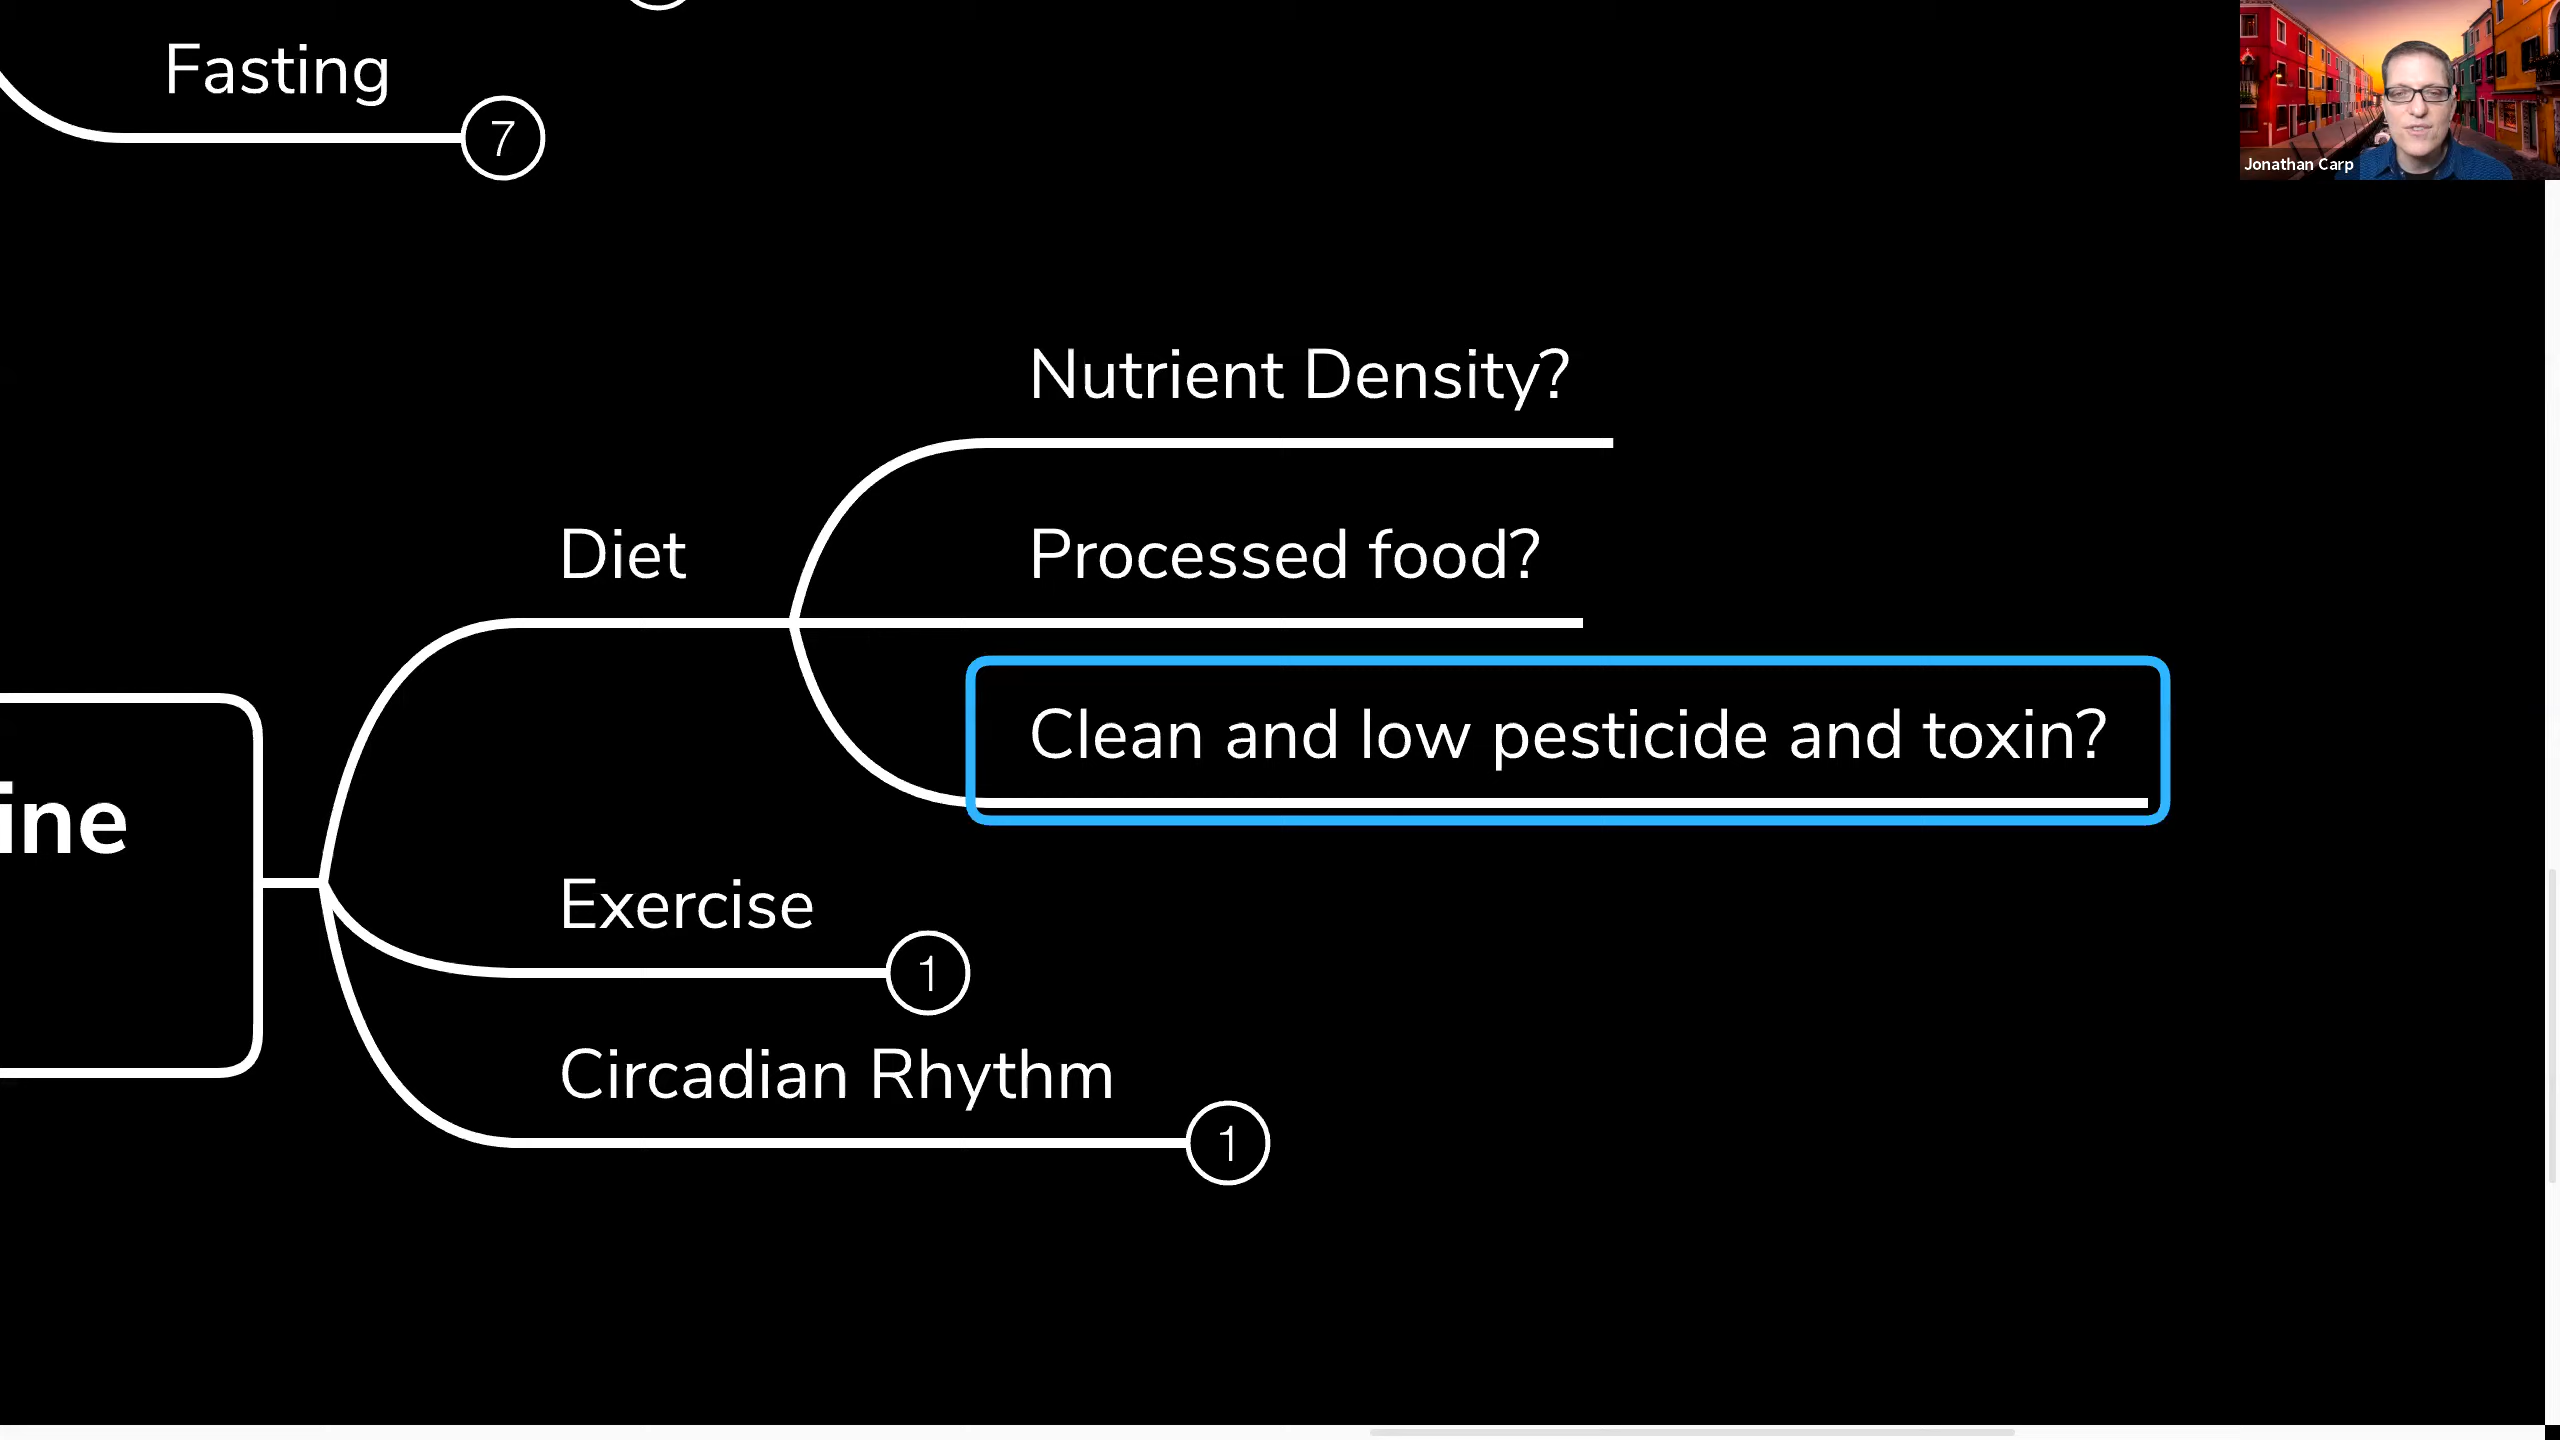 Fasting
7
Jonathan Carp
Nutrient Density?
Diet
Processed food?
Clean and low pesticide and toxin?
ine
Exercise
1
Circadian Rhythm
1